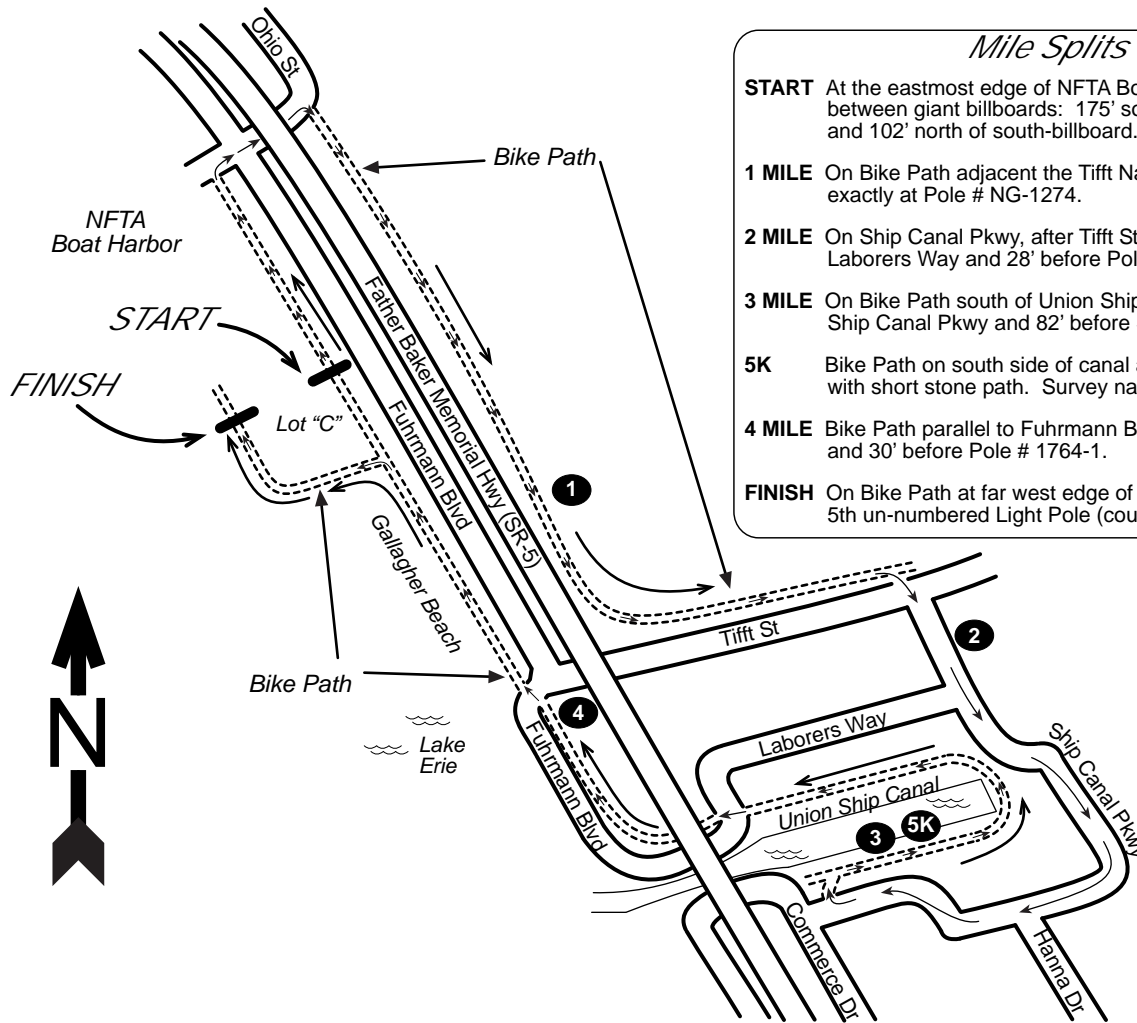 Ohio St
Mile Splits
START At the eastmost edge of NFTA Bo
between giant billboards: 175' so
and 102' north of south-billboard.
1 MILE On Bike Path adjacent the Tifft Na
exactly at Pole # NG-1274.
2 MILE On Ship Canal Pkwy, after Tifft St
Laborers Way and 28' before Pol
3 MILE On Bike Path south of Union Ship
Ship Canal Pkwy and 82' before
5K Bike Path on south side of canal a
with short stone path. Survey na
4 MILE Bike Path parallel to Fuhrmann B
and 30' before Pole # 1764-1.
FINISH On Bike Path at far west edge of
5th un-numbered Light Pole (cou
Bike Path
NFTA
Boat Harbor
START
FINISH
Lot “C”
Father Baker Memorial Hwy (SR-5)
Fuhrmann Blvd
Gallagher Beach
1
Tifft St
2
Bike Path
4
Lake
Erie
Fuhrmann Blvd
Laborers Way
Ship Canal Pkwy
Union Ship Canal
3
5K
N
Commerce Dr
Hanna Dr